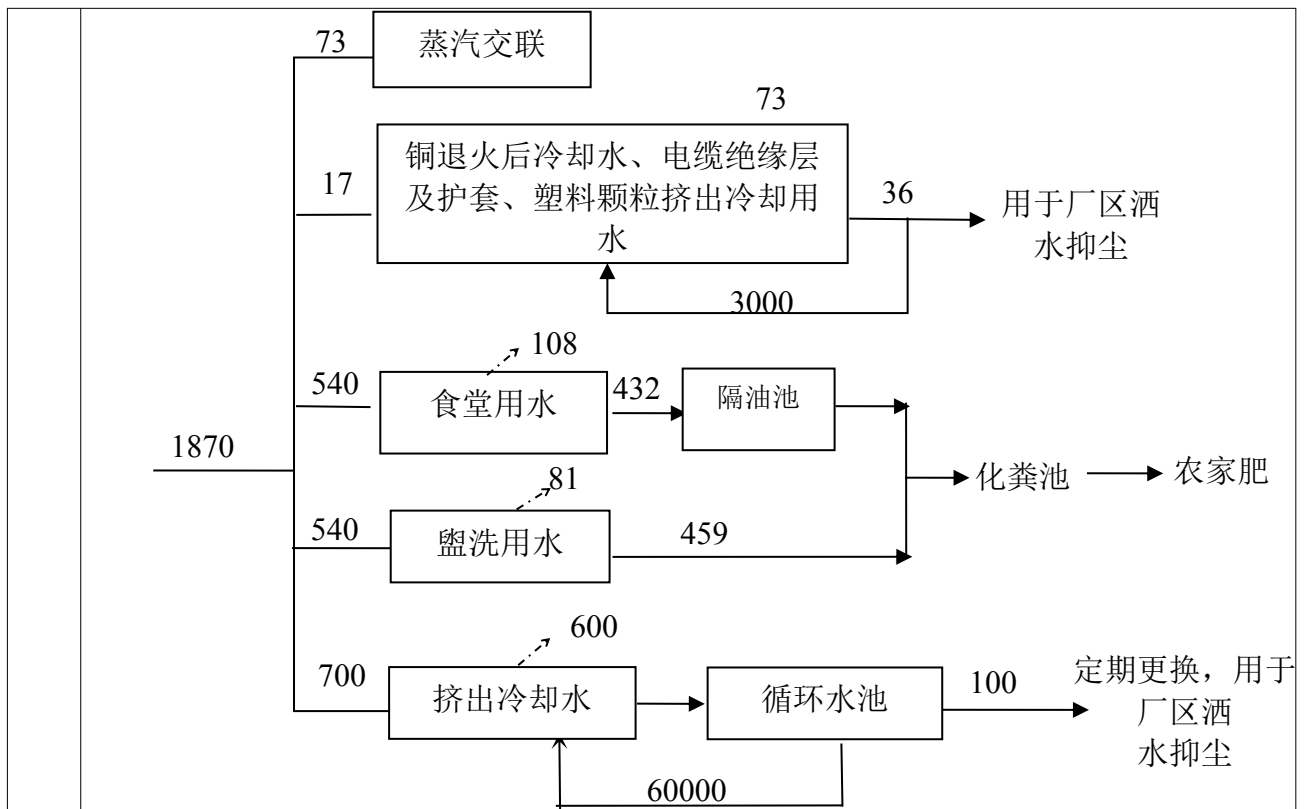 73
蒸汽交联
73
17
铜退火后冷却水、电缆绝缘层
及护套、塑料颗粒挤出冷却用
水
36
用于厂区洒
水抑尘
3000
108
540
食堂用水
432
隔油池
1870
化粪池
农家肥
81
540
盥洗用水
459
600
700
挤出冷却水
循环水池
100
定期更换，用于
厂区洒
水抑尘
60000